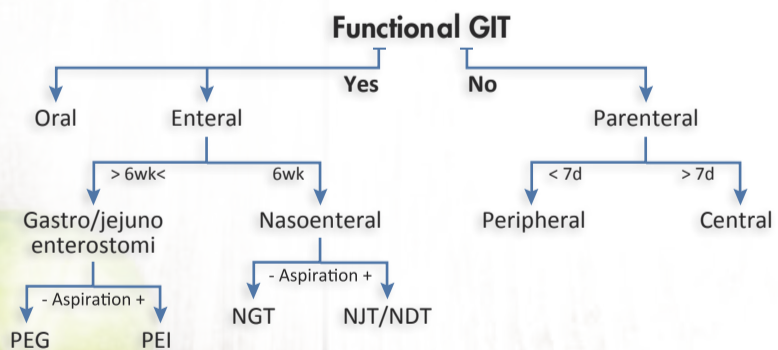 Functional GIT
Yes
No
Oral
Enteral
Parenteral
> 6wk<
6wk
< 7d
> 7d
Gastro/jejuno
enterostomi
Nasoenteral
Peripheral
Central
- Aspiration +
- Aspiration +
NGT
NJT/NDT
PEG
PEI